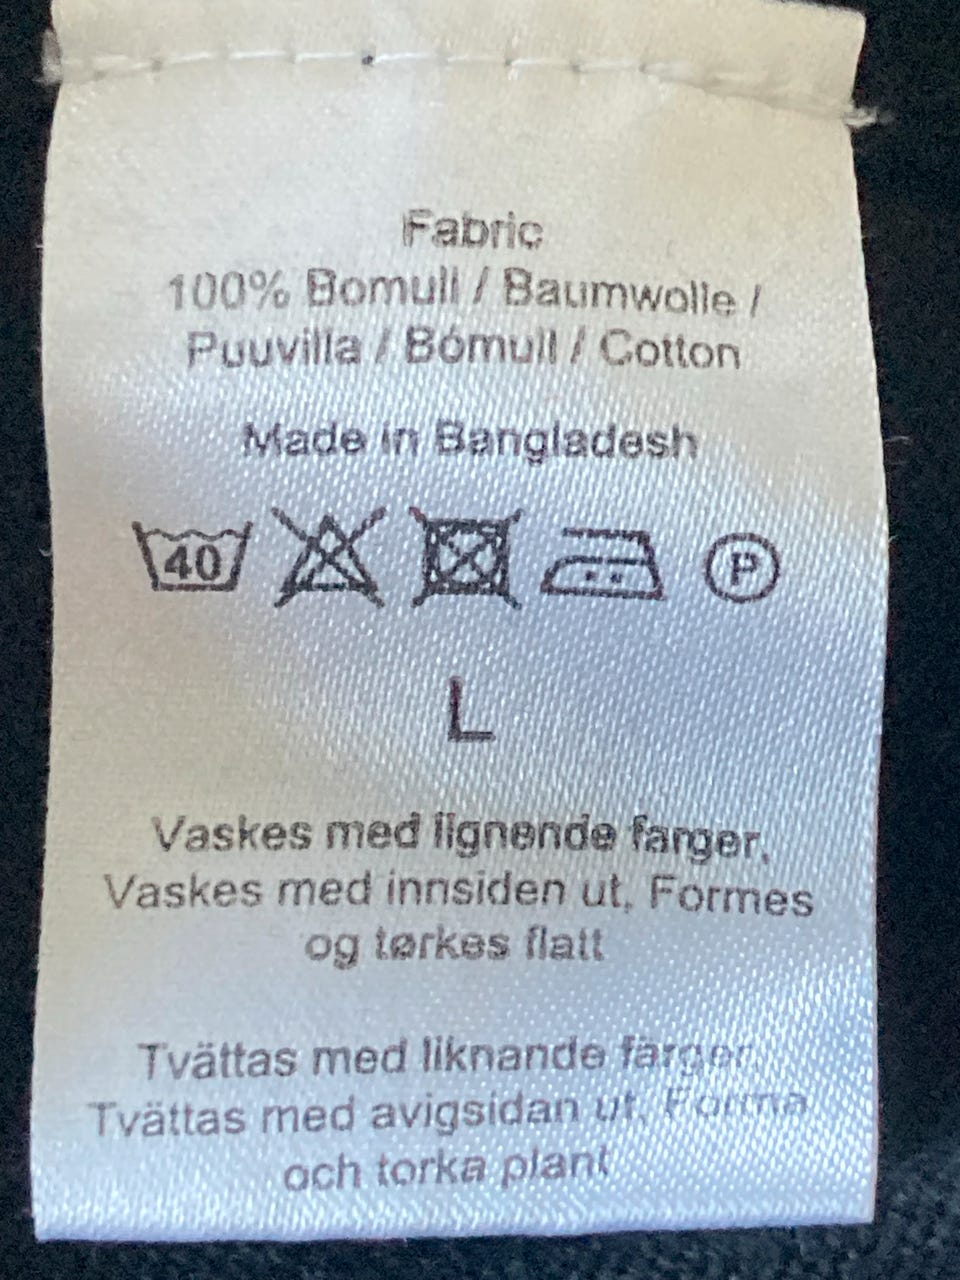 Fabric
100% Bomull / Baumwolle /
Puuvilla / Bómull / Cotton
Made in Bangladesh
40 P
L
Vaskes med lignende farger,
Vaskes med innsiden ut, Formes
og tørkes flatt
Tvättas med liknande färger,
Tvättas med avigsidan ut, Forma
och torka plant